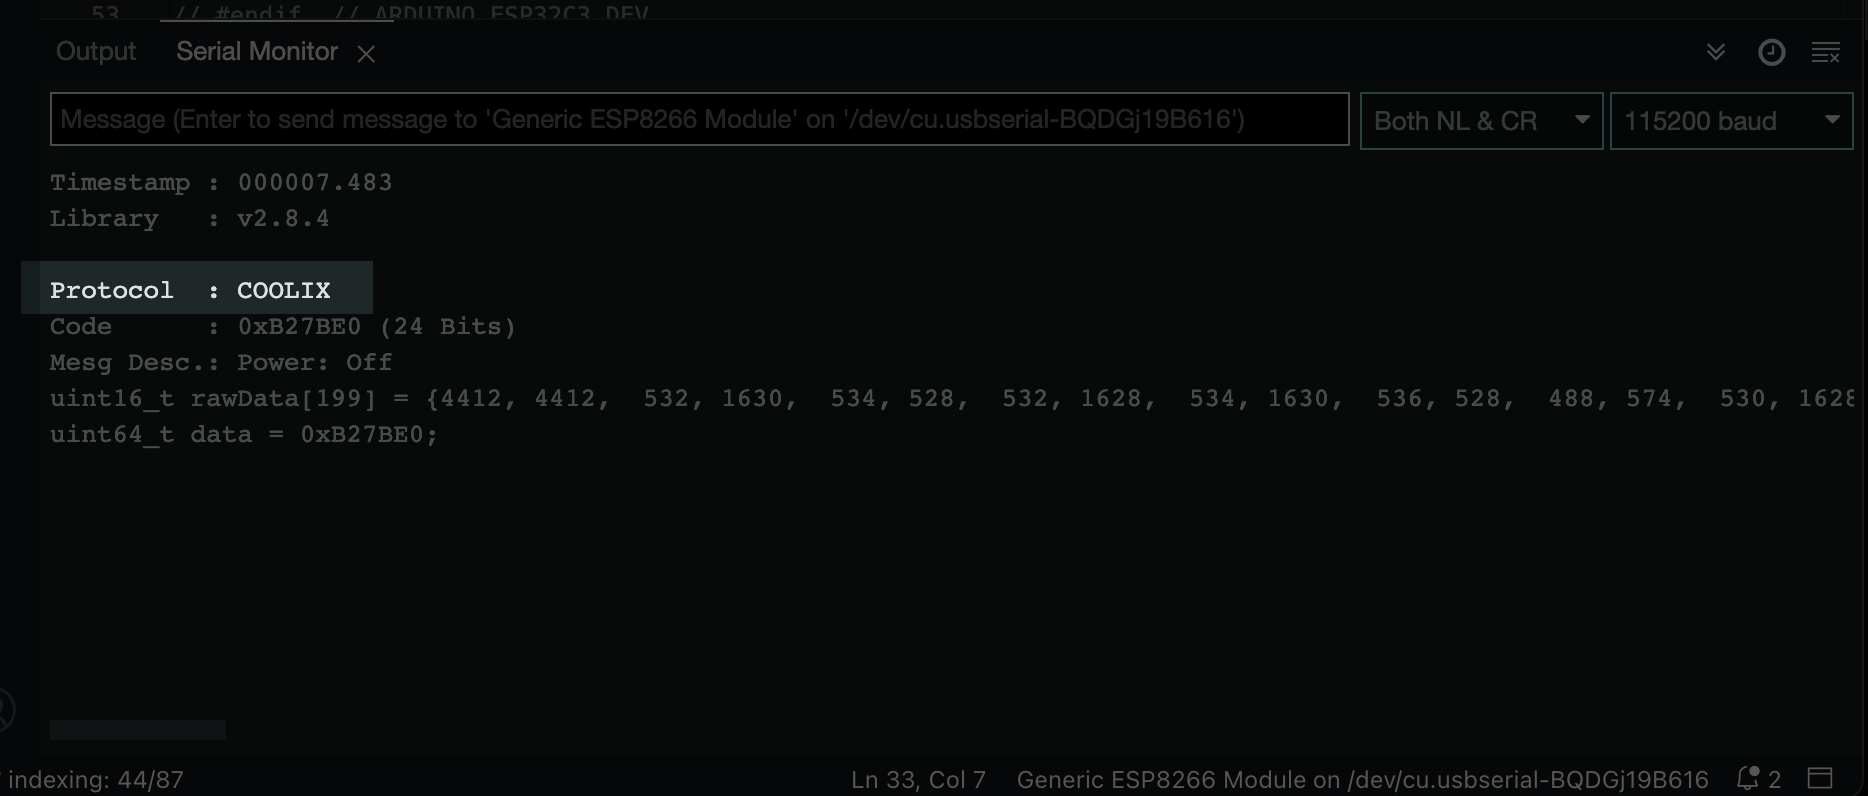 53 // #endif // ARDUINO_ESP32C3_DEV
Output Serial Monitor
Message (Enter to send message to 'Generic ESP8266 Module' on '/dev/cu.usbserial-BQDGj19B616') Both NL & CR 115200 baud
Timestamp : 000007.483
Library : v2.8.4
Protocol : COOLIX
Code : 0xB27BE0 (24 Bits)
Mesg Desc.: Power: Off
uint16_t rawData[199] = {4412, 4412, 532, 1630, 534, 528, 532, 1628, 534, 1630, 536, 528, 488, 574, 530, 1628
uint64_t data = 0xB27BE0;
indexing: 44/87 Ln 33, Col 7 Generic ESP8266 Module on /dev/cu.usbserial-BQDGj19B616 2